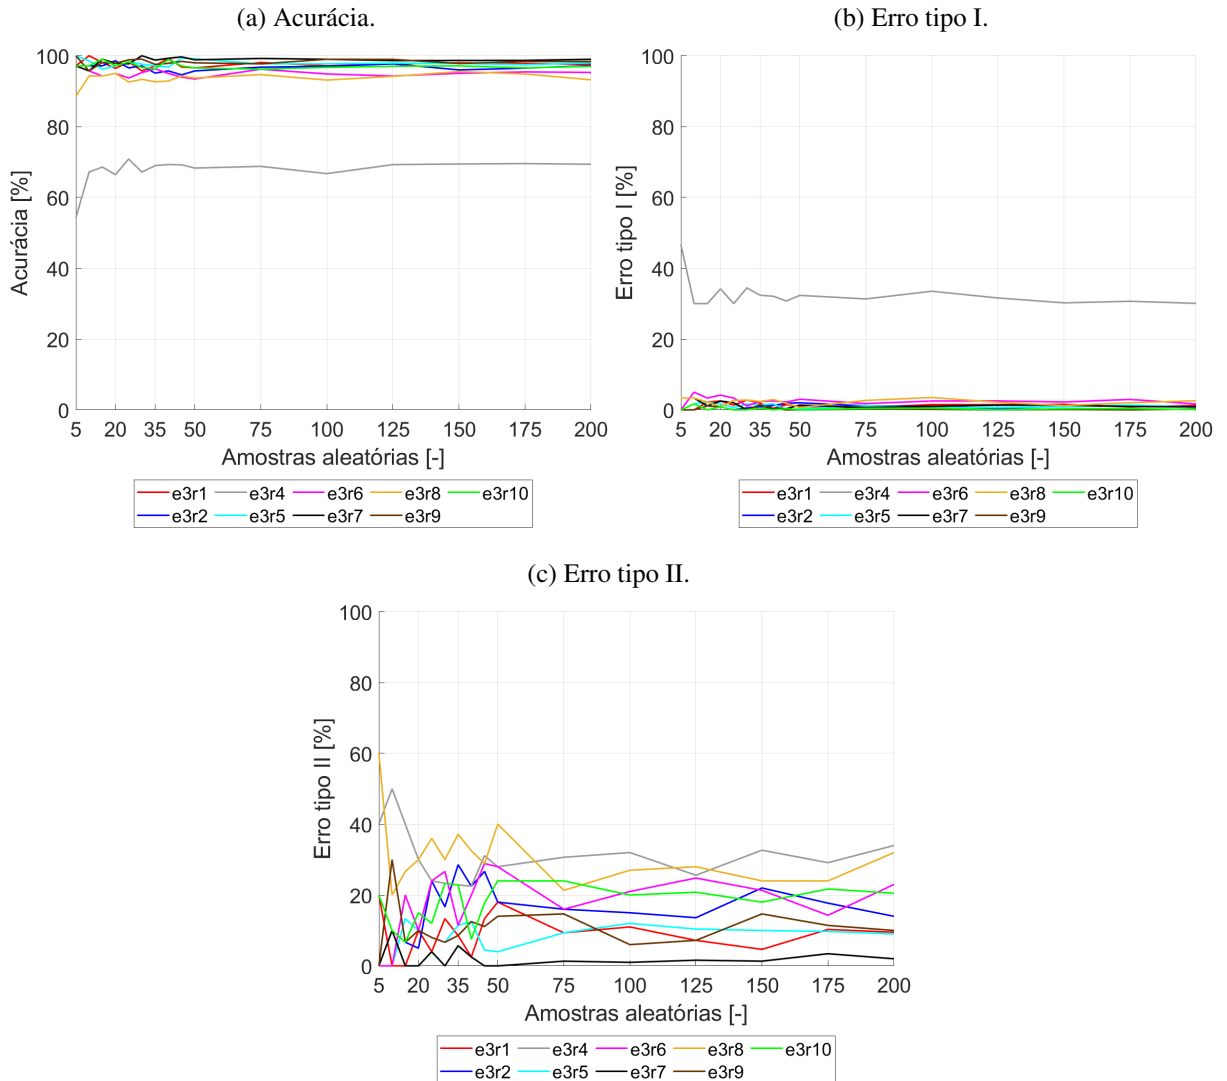 (a) Acurácia.
Acurácia [%]
100
80
60
40
20
0
5 20 35 50 75 100 125 150 175 200
Amostras aleatórias [-]
e3r1 e3r4 e3r6 e3r8 e3r10
e3r2 e3r5 e3r7 e3r9
(b) Erro tipo I.
Erro tipo I [%]
100
80
60
40
20
0
5 20 35 50 75 100 125 150 175 200
Amostras aleatórias [-]
e3r1 e3r4 e3r6 e3r8 e3r10
e3r2 e3r5 e3r7 e3r9
(c) Erro tipo II.
Erro tipo II [%]
100
80
60
40
20
0
5 20 35 50 75 100 125 150 175 200
Amostras aleatórias [-]
e3r1 e3r4 e3r6 e3r8 e3r10
e3r2 e3r5 e3r7 e3r9